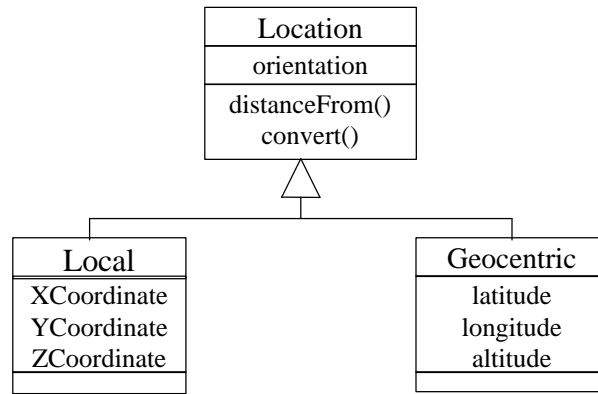 Location
orientation
distanceFrom()
convert()
Local
XCoordinate
YCoordinate
ZCoordinate
Geocentric
latitude
longitude
altitude